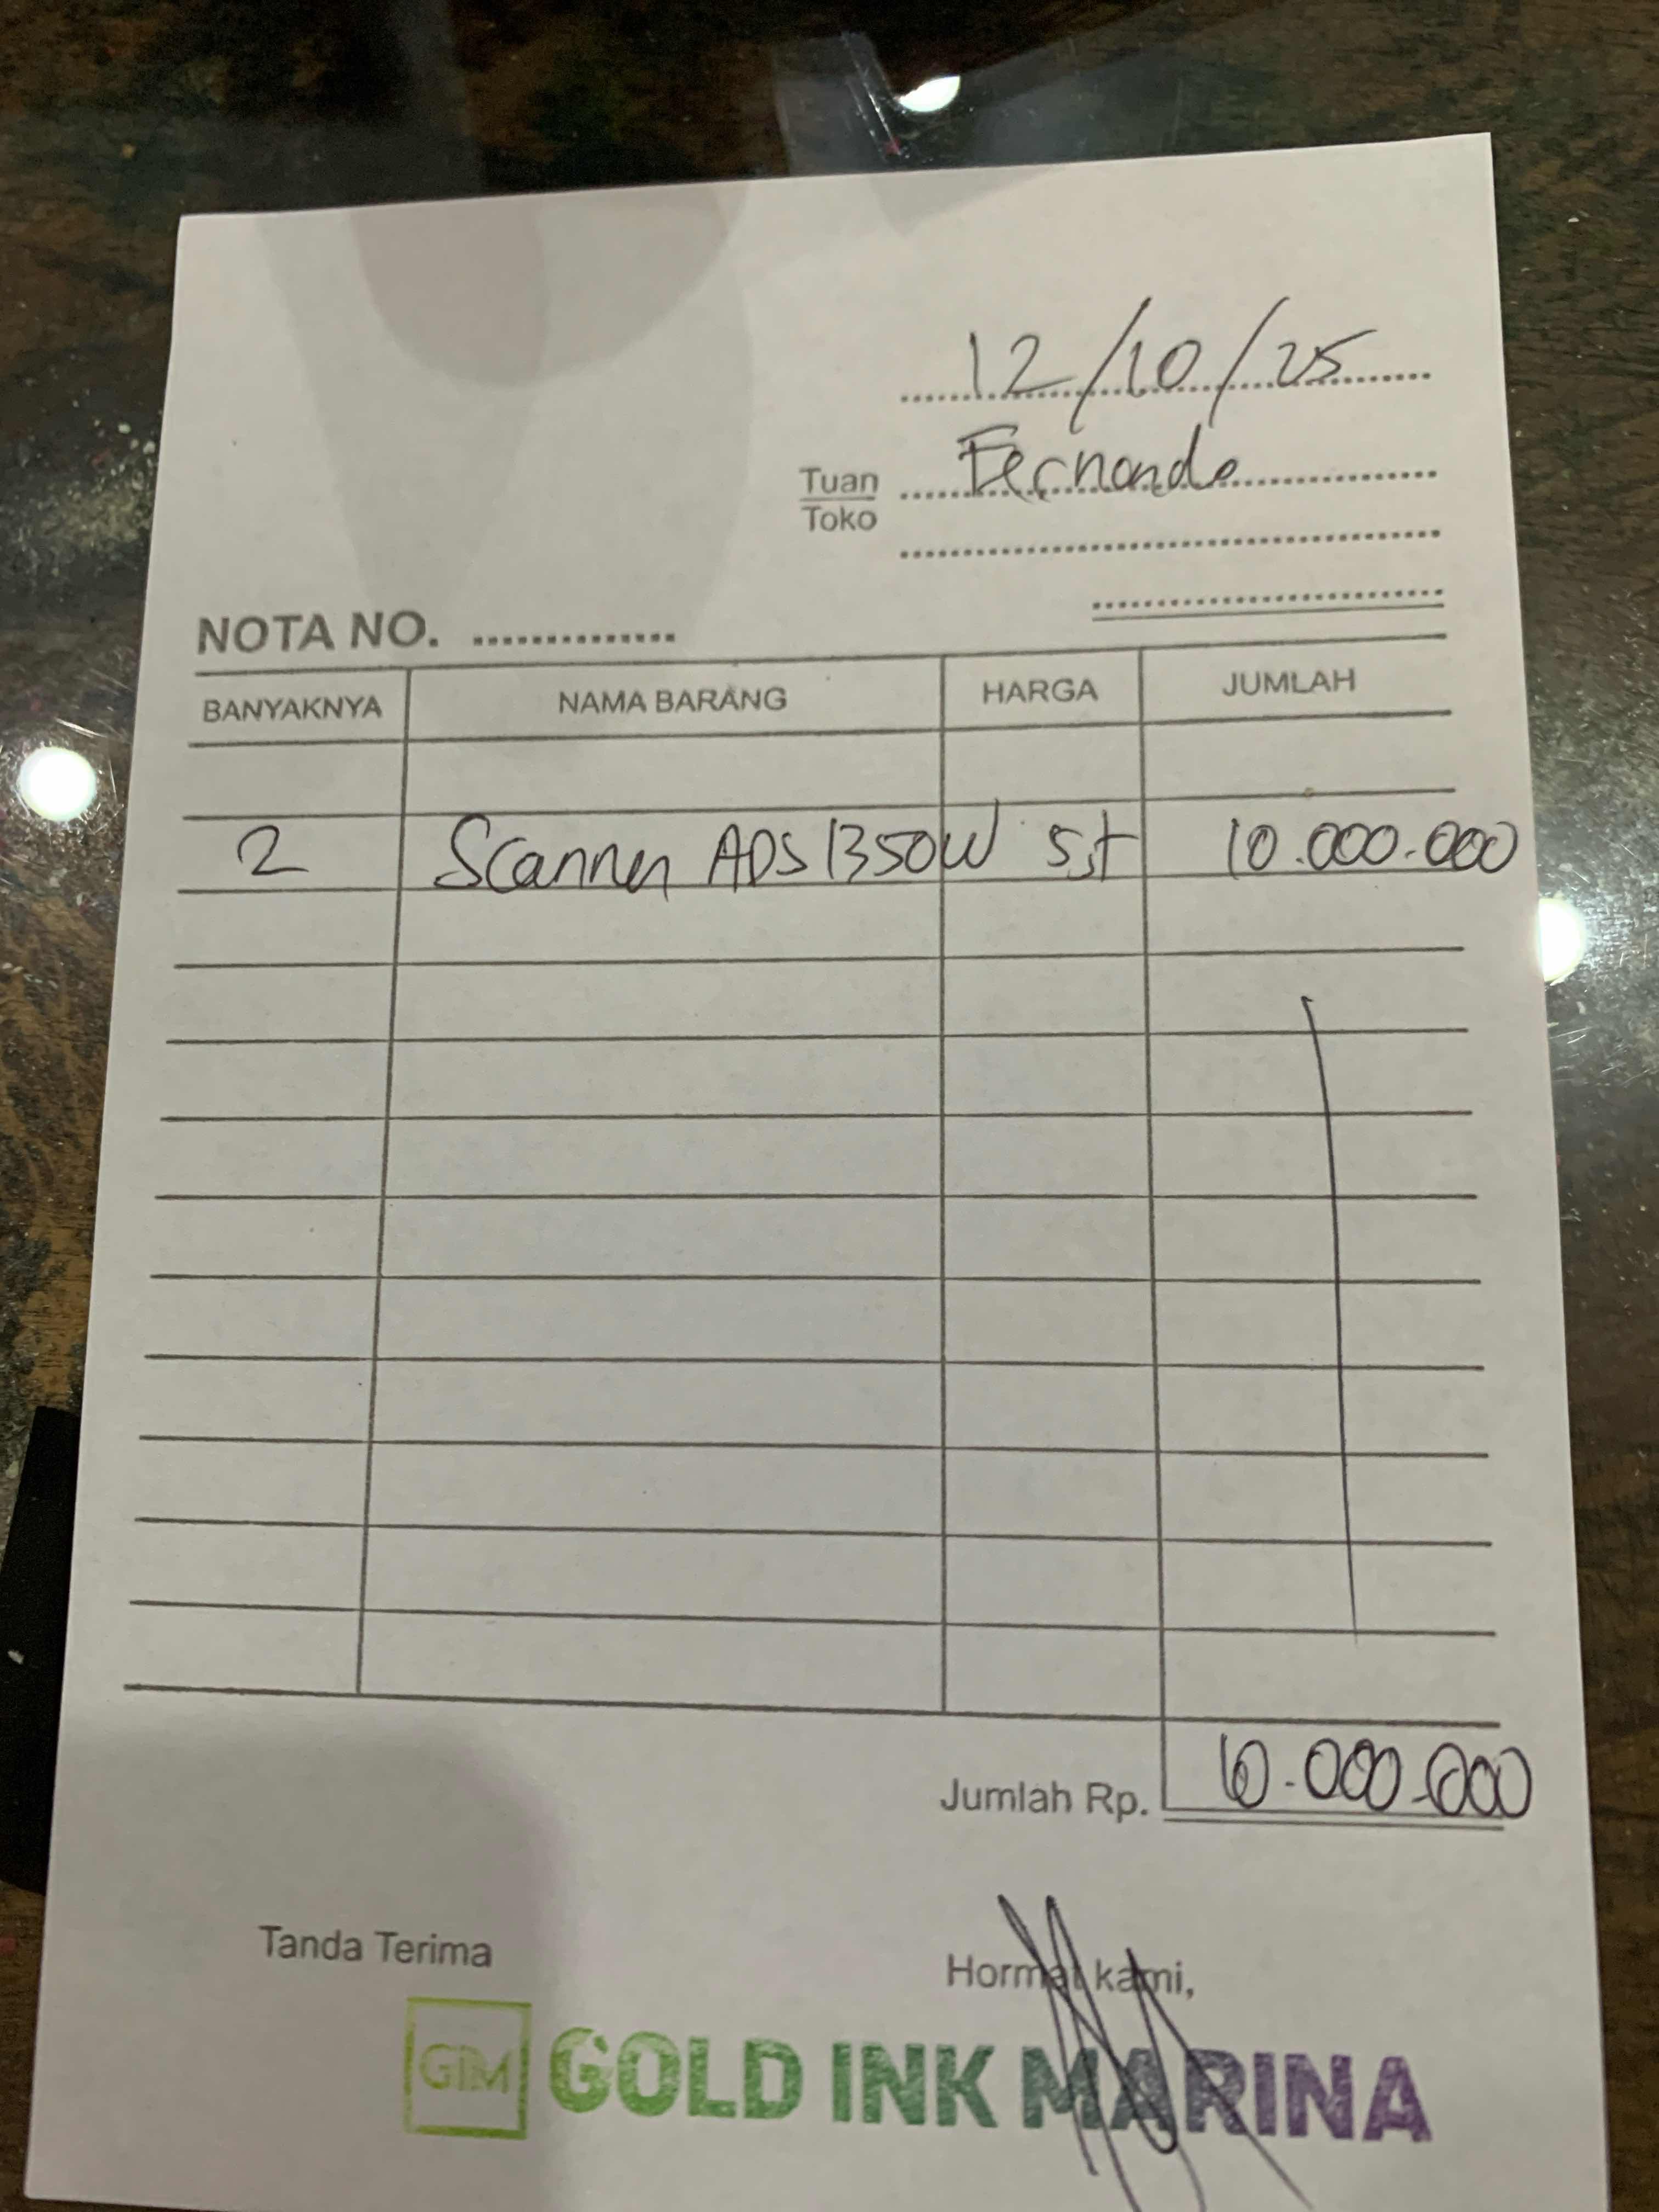 12/10/25
Tuan Fernando
Toko
NOTA NO. ..............
BANYAKNYA NAMA BARANG HARGA JUMLAH
2 Scanner ADS 1350W 5jt 10.000.000
Jumlah Rp. 10.000.000
Tanda Terima Hormat kami,
GIM GOLD INK MARINA